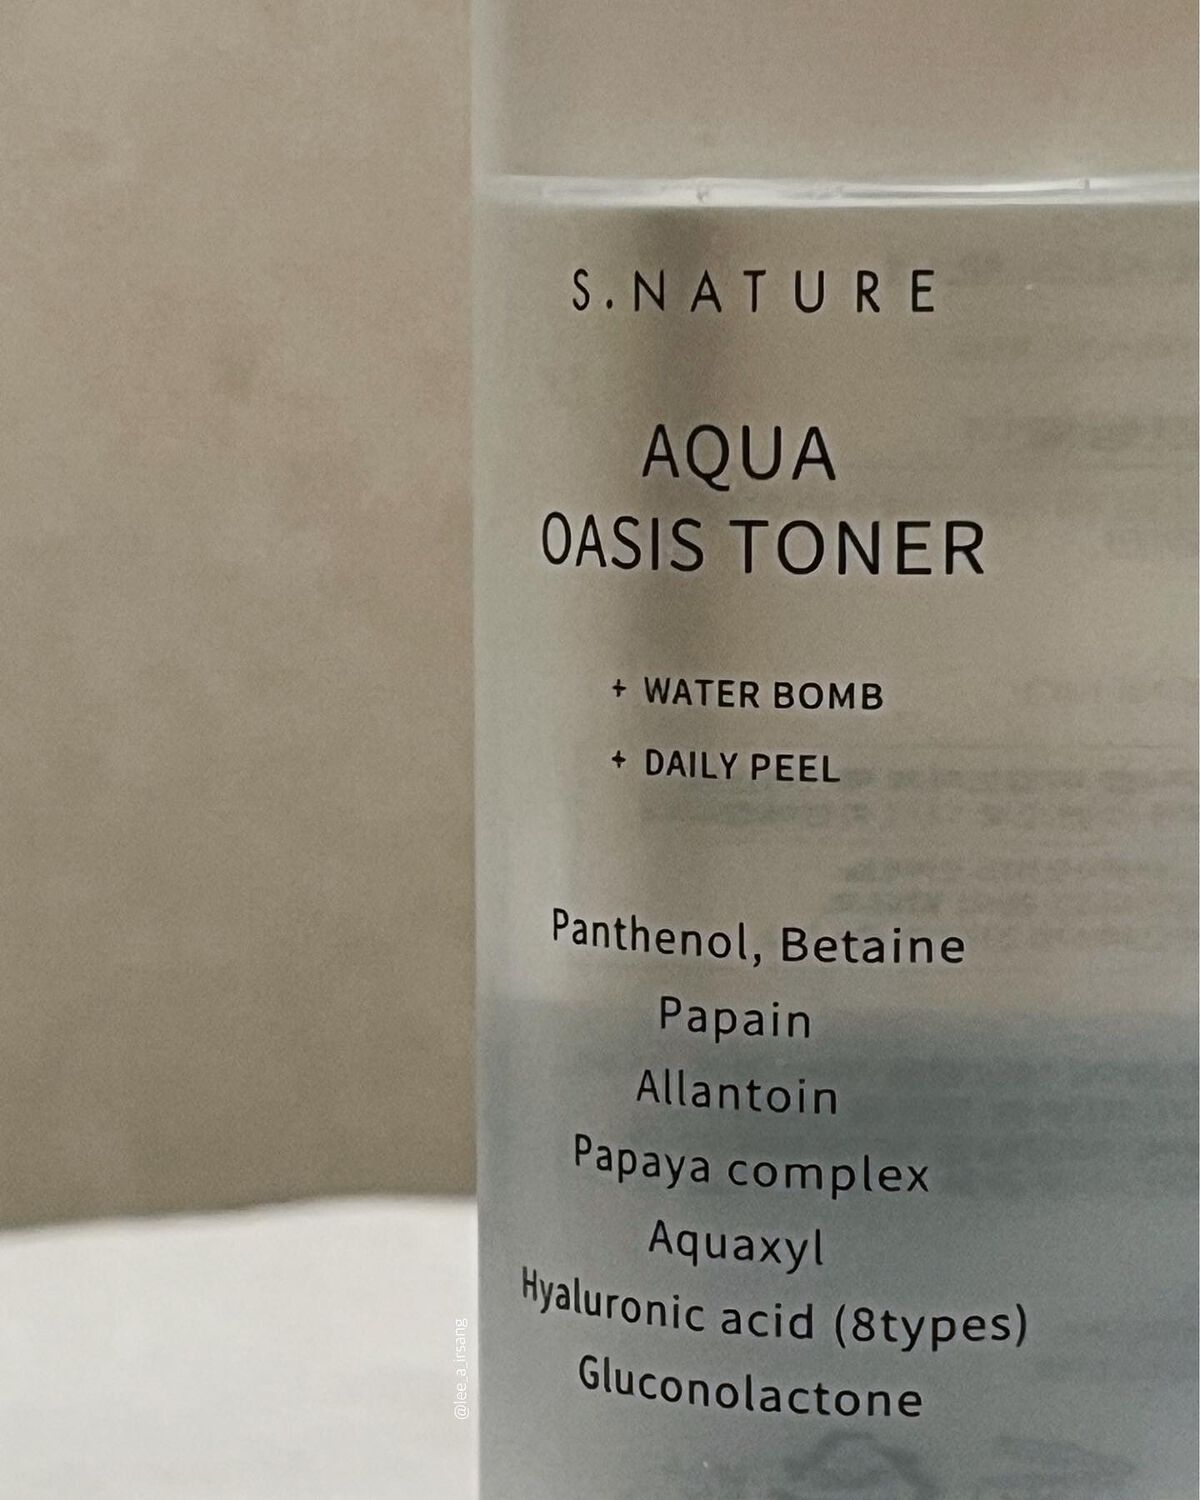 S.NATURE
AQUA
OASIS TONER
+ WATER BOMB
+ DAILY PEEL
Panthenol, Betaine
Papain
Allantoin
Papaya complex
Aquaxyl
Hyaluronic acid (8types)
Gluconolactone
@lee_a_irsang